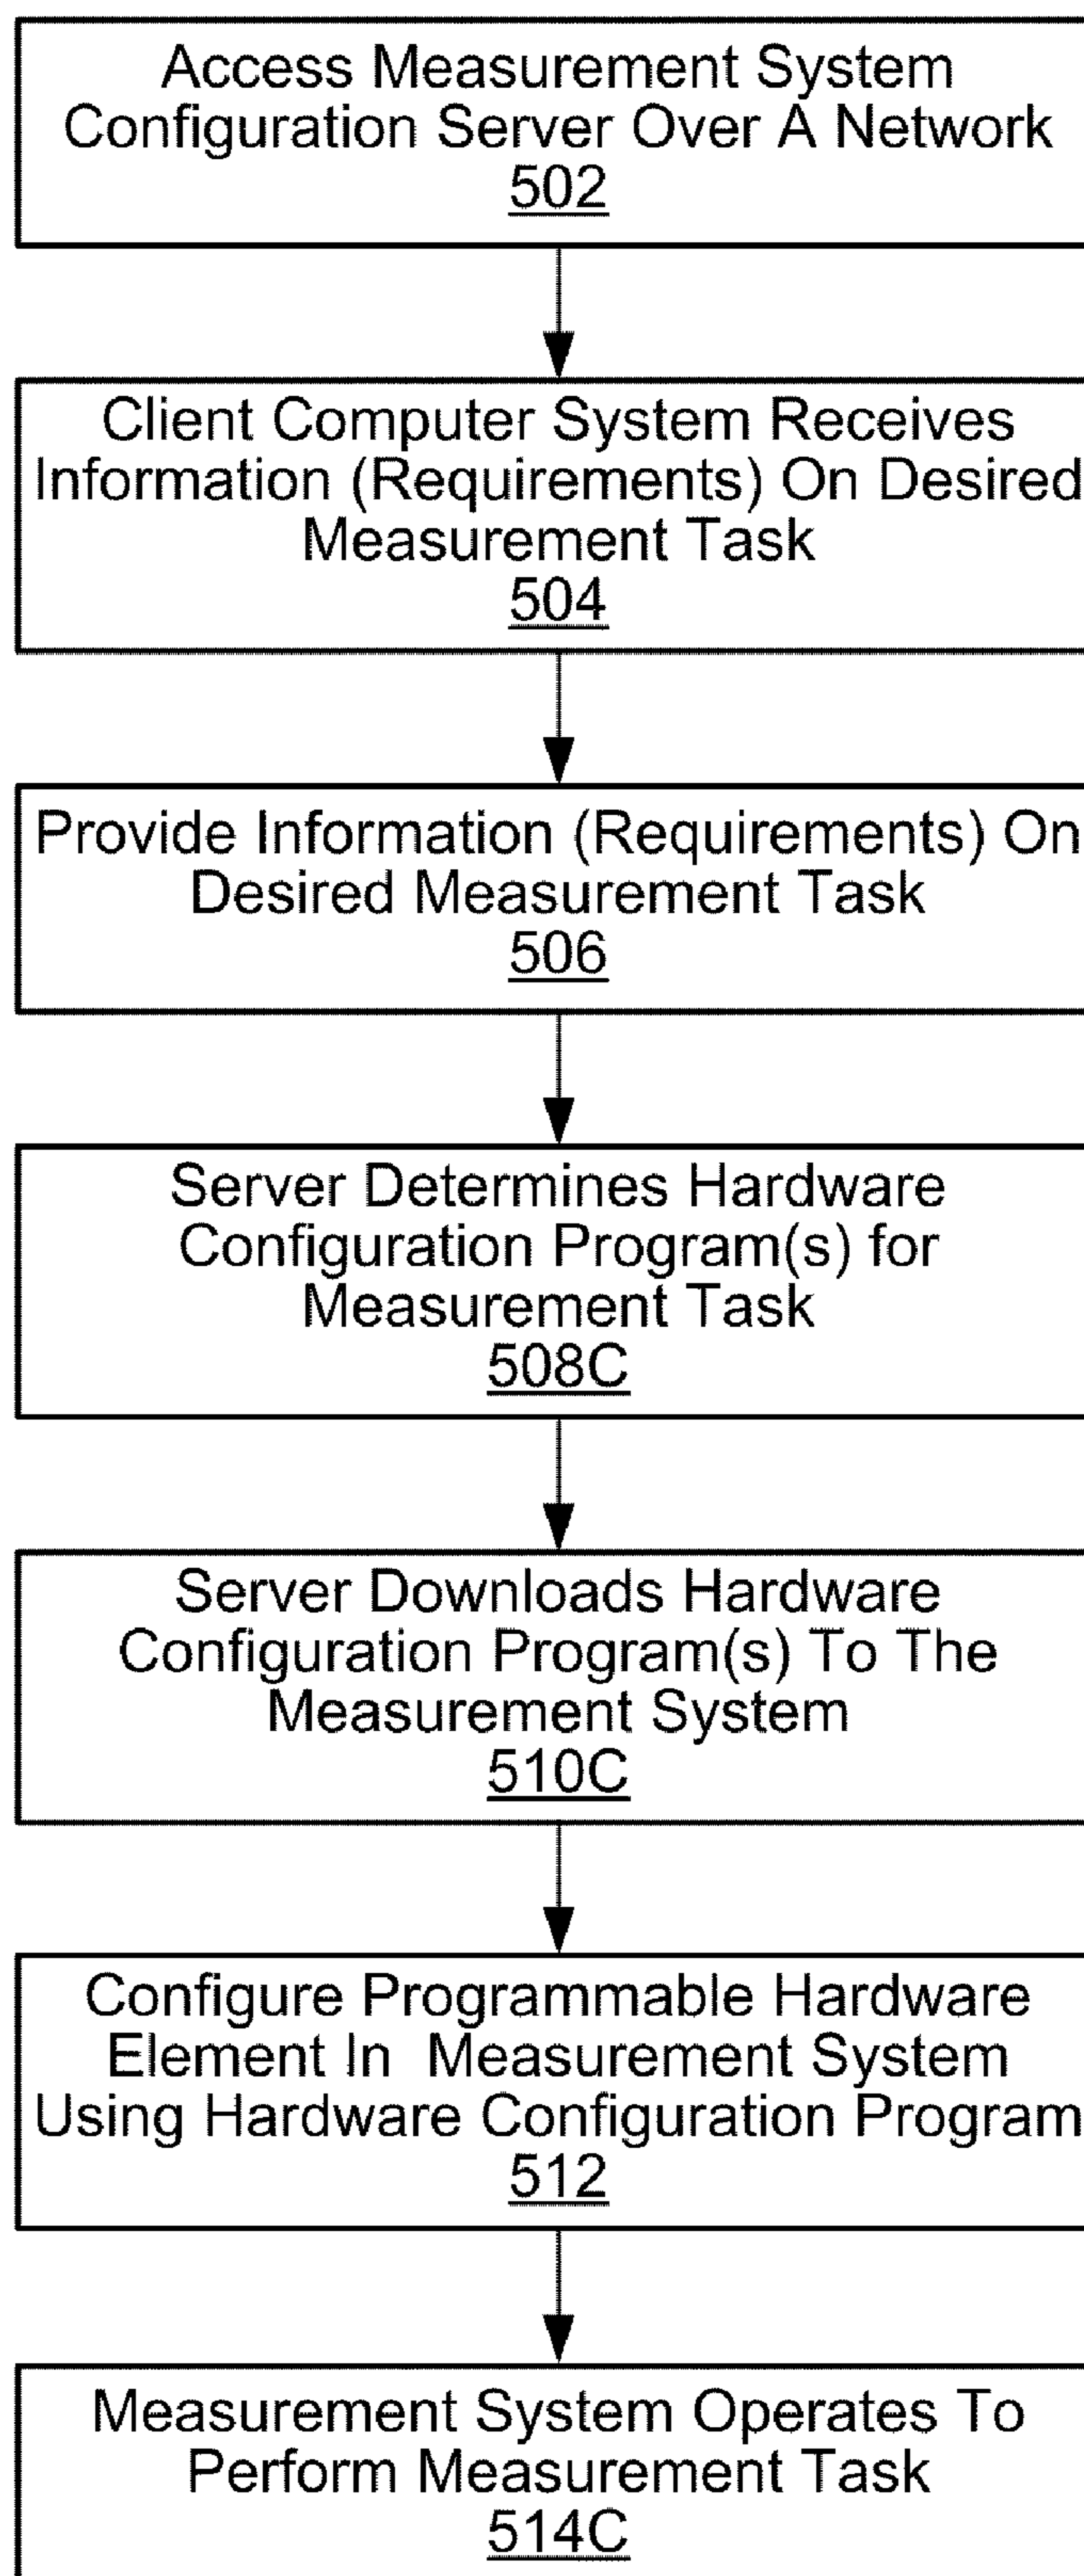 Access Measurement System
Configuration Server Over A Network
502
Client Computer System Receives
Information (Requirements) On Desired
Measurement Task
504
Provide Information (Requirements) On
Desired Measurement Task
506
Server Determines Hardware
Configuration Program(s) for
Measurement Task
508C
Server Downloads Hardware
Configuration Program(s) To The
Measurement System
510C
Configure Programmable Hardware
Element In Measurement System
Using Hardware Configuration Program
512
Measurement System Operates To
Perform Measurement Task
514C